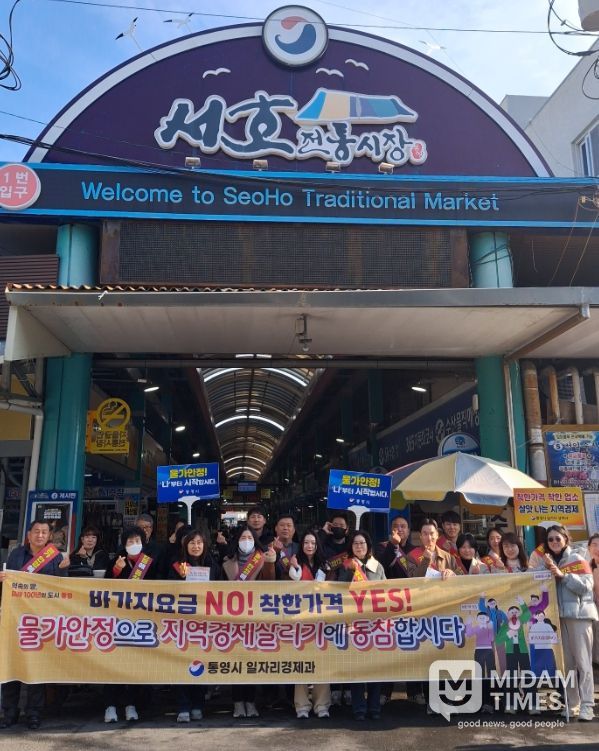 서호
전통시장
1번
입구
Welcome to SeoHo Traditional Market
물가안정!
'나'부터 시작합시다.
물가안정!
'나'부터 시작합시다.
착한가격 착한 업소
살맛 나는 지역경제
바가지요금 NO! 착한가격 YES!
물가안정으로 지역경제살리기에 동참합시다
통영시 일자리경제과
MIDAM
TIMES
good news, good people